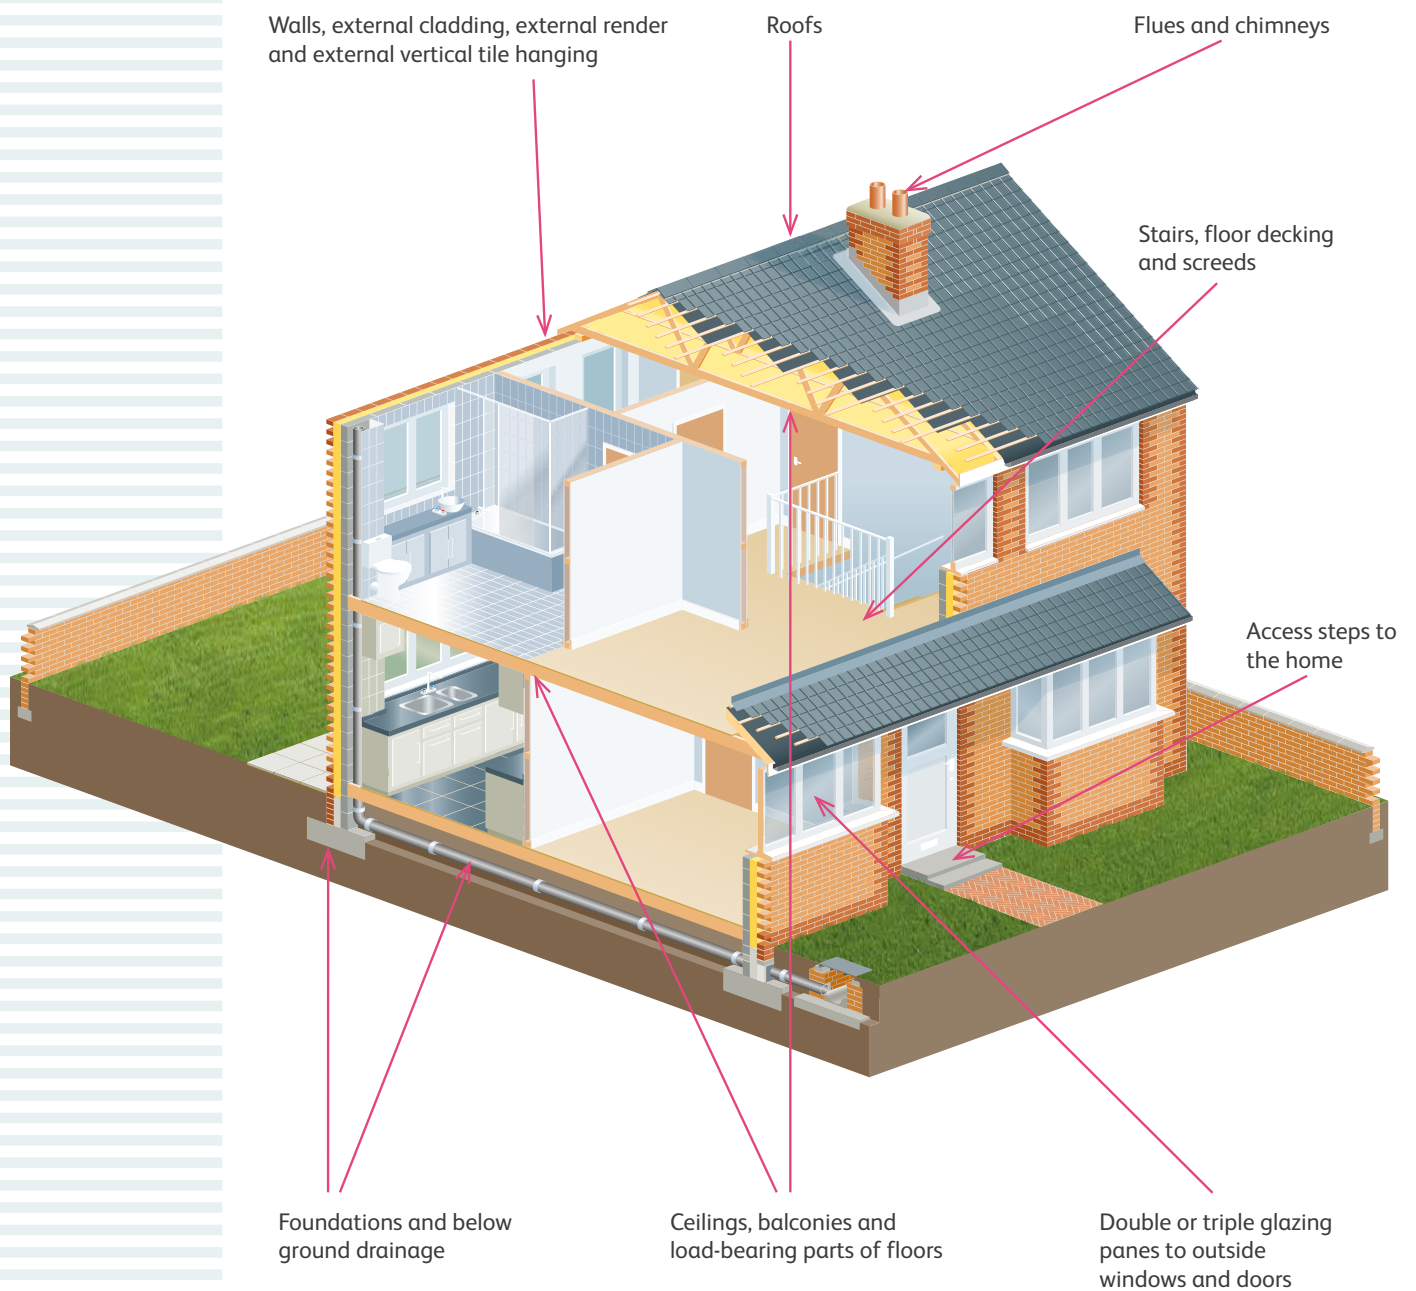 Walls, external cladding, external render
and external vertical tile hanging
Roofs
Flues and chimneys
Stairs, floor decking
and screeds
Access steps to
the home
Foundations and below
ground drainage
Ceilings, balconies and
load-bearing parts of floors
Double or triple glazing
panes to outside
windows and doors